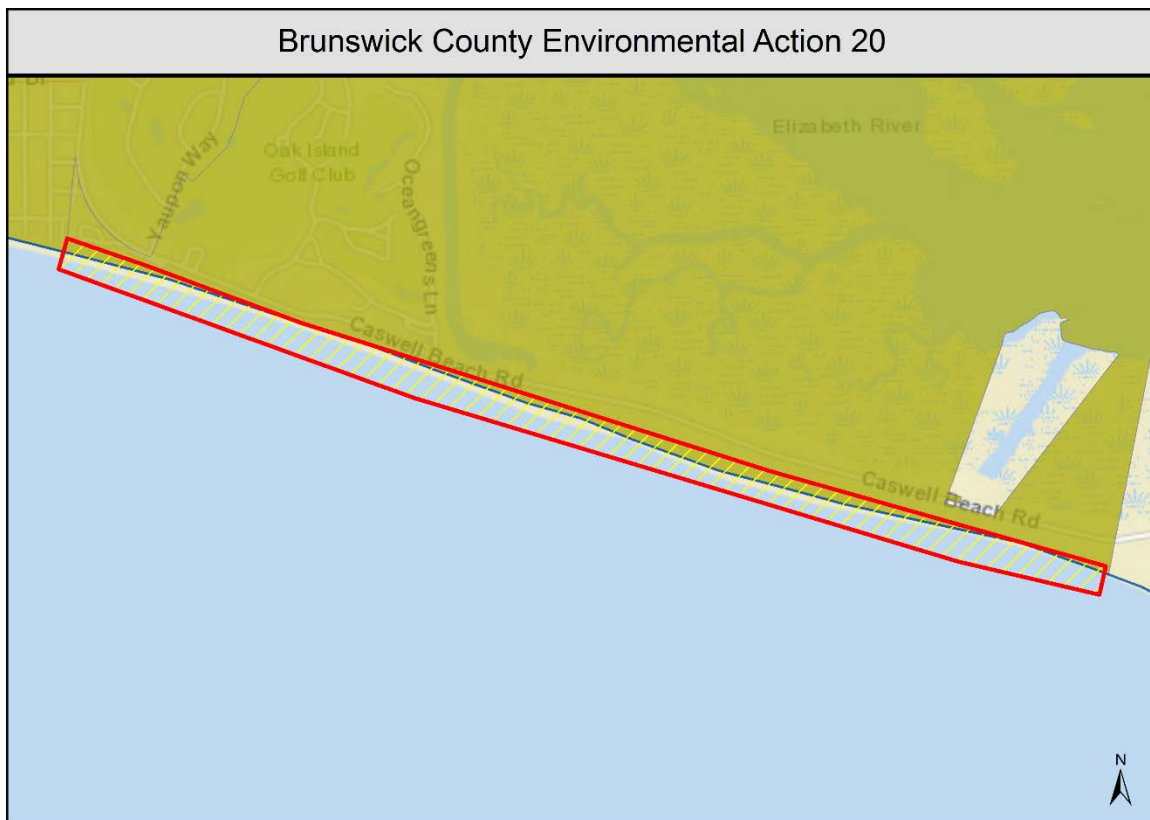 Brunswick County Environmental Action 20
Elizabeth River
Oak Island
Golf Club
Yaupon Way
Oceangreens Ln
Caswell Beach Rd
Caswell Beach Rd
N